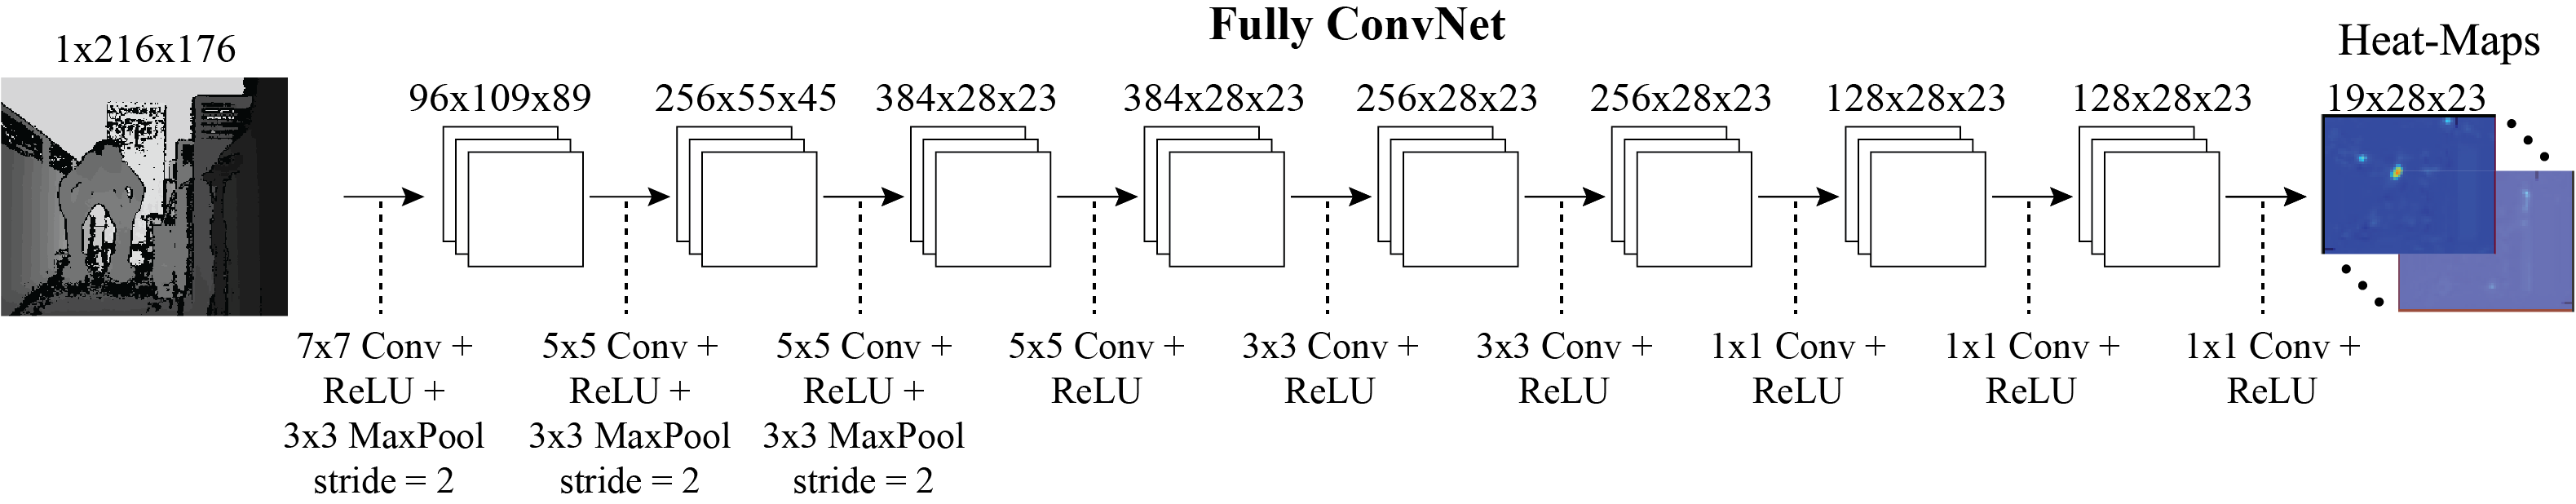 Fully ConvNet
1x216x176
Heat-Maps
96x109x89
256x55x45
384x28x23
384x28x23
256x28x23
256x28x23
128x28x23
128x28x23
19x28x23
7x7 Conv +
ReLU +
3x3 MaxPool
stride = 2
5x5 Conv +
ReLU +
3x3 MaxPool
stride = 2
5x5 Conv +
ReLU +
3x3 MaxPool
stride = 2
5x5 Conv +
ReLU
3x3 Conv +
ReLU
3x3 Conv +
ReLU
1x1 Conv +
ReLU
1x1 Conv +
ReLU
1x1 Conv +
ReLU